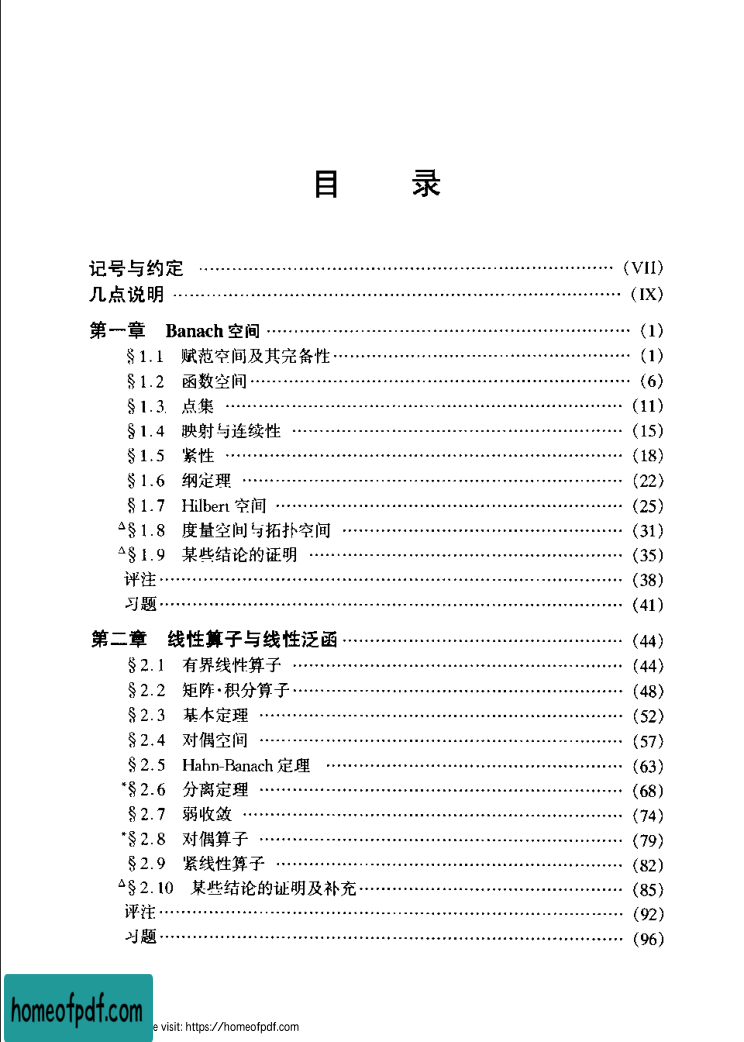 目 录
记号与约定 ………………………………………… (VII)
几点说明 ………………………………………… (IX)
第一章 Banach 空间 ………………………………………… (1)
§1.1 赋范空间及其完备性 ………………………………………… (1)
§1.2 函数空间 ………………………………………… (6)
§1.3 点集 ………………………………………… (11)
§1.4 映射与连续性 ………………………………………… (15)
§1.5 紧性 ………………………………………… (18)
§1.6 纲定理 ………………………………………… (22)
§1.7 Hilbert 空间 ………………………………………… (25)
△§1.8 度量空间与拓扑空间 ………………………………………… (31)
△§1.9 某些结论的证明 ………………………………………… (35)
评注 ………………………………………… (38)
习题 ………………………………………… (41)
第二章 线性算子与线性泛函 ………………………………………… (44)
§2.1 有界线性算子 ………………………………………… (44)
§2.2 矩阵·积分算子 ………………………………………… (48)
§2.3 基本定理 ………………………………………… (52)
§2.4 对偶空间 ………………………………………… (57)
§2.5 Hahn-Banach 定理 ………………………………………… (63)
*§2.6 分离定理 ………………………………………… (68)
§2.7 弱收敛 ………………………………………… (74)
*§2.8 对偶算子 ………………………………………… (79)
§2.9 紧线性算子 ………………………………………… (82)
△§2.10 某些结论的证明及补充 ………………………………………… (85)
评注 ………………………………………… (92)
习题 ………………………………………… (96)
homeofpdf.com
e visit: https://homeofpdf.com